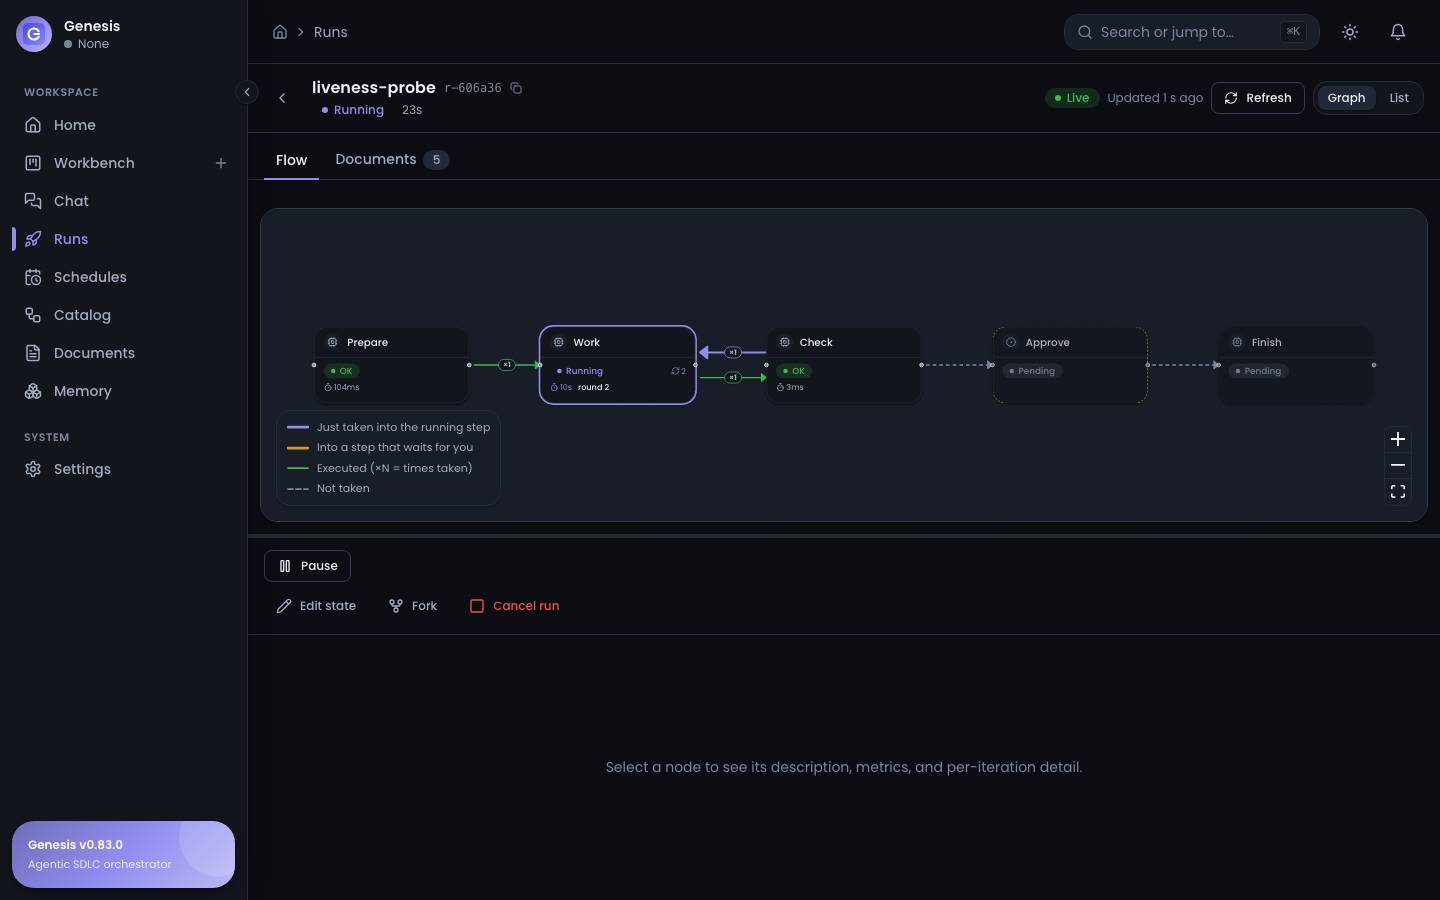 Genesis
None
WORKSPACE
Home
Workbench
Chat
Runs
Schedules
Catalog
Documents
Memory
SYSTEM
Settings
Genesis v0.83.0
Agentic SDLC orchestrator
Runs
Search or jump to... ⌘K
liveness-probe r-606a36
Running 23s
Live Updated 1 s ago Refresh Graph List
Flow Documents 5
Prepare
OK
104ms
×1
Work
Running 2
10s round 2
×1
×1
Check
OK
3ms
Approve
Pending
Finish
Pending
Just taken into the running step
Into a step that waits for you
Executed (×N = times taken)
Not taken
Pause
Edit state Fork Cancel run
Select a node to see its description, metrics, and per-iteration detail.